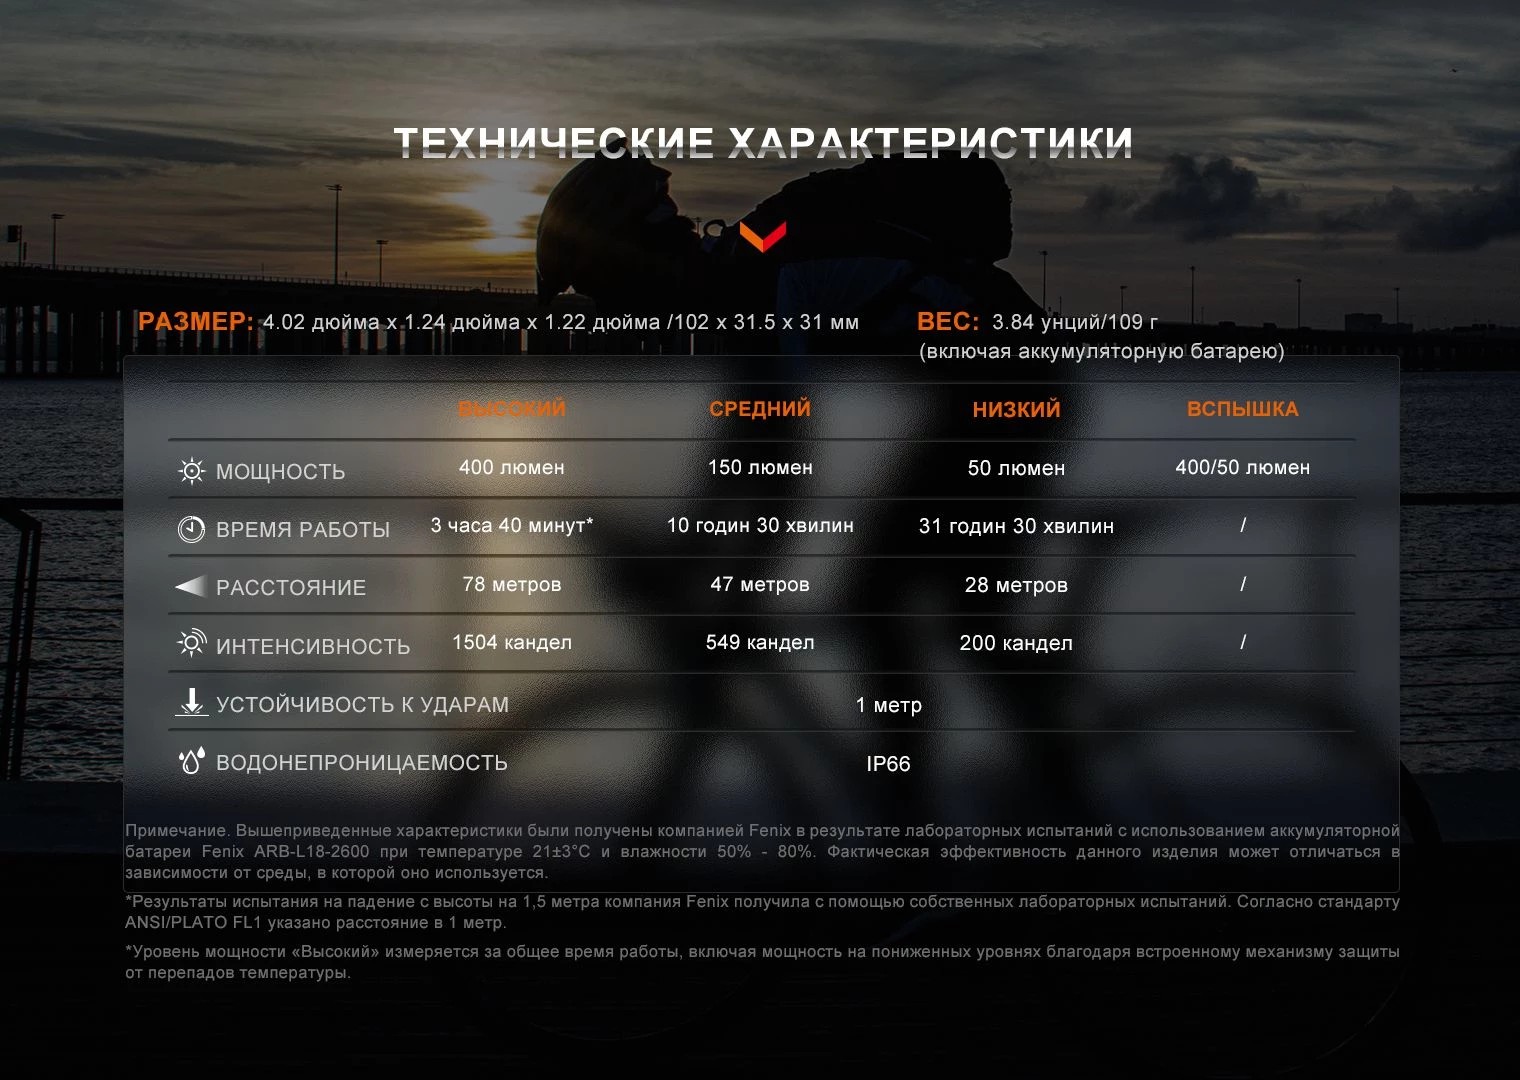 ТЕХНИЧЕСКИЕ ХАРАКТЕРИСТИКИ
РАЗМЕР: 4.02 дюйма x 1.24 дюйма x 1.22 дюйма /102 x 31.5 x 31 мм ВЕС: 3.84 унций/109 г
(включая аккумуляторную батарею)
ВЫСОКИЙ СРЕДНИЙ НИЗКИЙ ВСПЫШКА
МОЩНОСТЬ 400 люмен 150 люмен 50 люмен 400/50 люмен
ВРЕМЯ РАБОТЫ 3 часа 40 минут* 10 годин 30 хвилин 31 годин 30 хвилин /
РАССТОЯНИЕ 78 метров 47 метров 28 метров /
ИНТЕНСИВНОСТЬ 1504 кандел 549 кандел 200 кандел /
УСТОЙЧИВОСТЬ К УДАРАМ 1 метр
ВОДОНЕПРОНИЦАЕМОСТЬ IP66
Примечание. Вышеприведенные характеристики были получены компанией Fenix в результате лабораторных испытаний с использованием аккумуляторной
батареи Fenix ARB-L18-2600 при температуре 21±3°C и влажности 50% - 80%. Фактическая эффективность данного изделия может отличаться в
зависимости от среды, в которой оно используется.
*Результаты испытания на падение с высоты на 1,5 метра компания Fenix получила с помощью собственных лабораторных испытаний. Согласно стандарту
ANSI/PLATO FL1 указано расстояние в 1 метр.
*Уровень мощности «Высокий» измеряется за общее время работы, включая мощность на пониженных уровнях благодаря встроенному механизму защиты
от перепадов температуры.